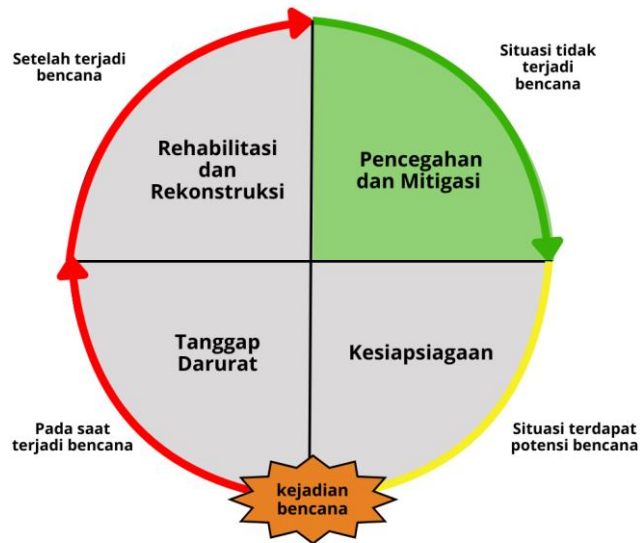 Setelah terjadi
bencana
Situasi tidak
terjadi
bencana
Rehabilitasi
dan
Rekonstruksi
Pencegahan
dan Mitigasi
Tanggap
Darurat
Kesiapsiagaan
Pada saat
terjadi bencana
Situasi terdapat
potensi bencana
kejadian
bencana